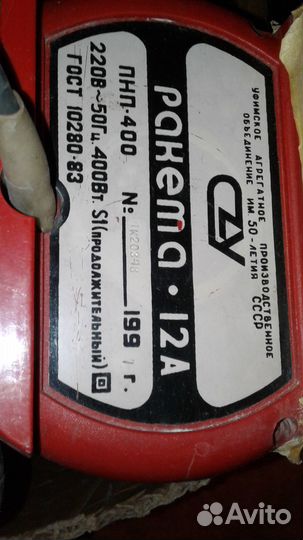 УФИМСКОЕ АГРЕГАТНОЕ ПРОИЗВОДСТВЕННОЕ
ОБЪЕДИНЕНИЕ ИМ. 50-ЛЕТИЯ
СССР
ракета · 12А
ПНП-400 №:
199 г.
220В~50Гц. 400Вт. S1(ПРОДОЛЖИТЕЛЬНЫЙ)
ГОСТ 10280-83
Avito